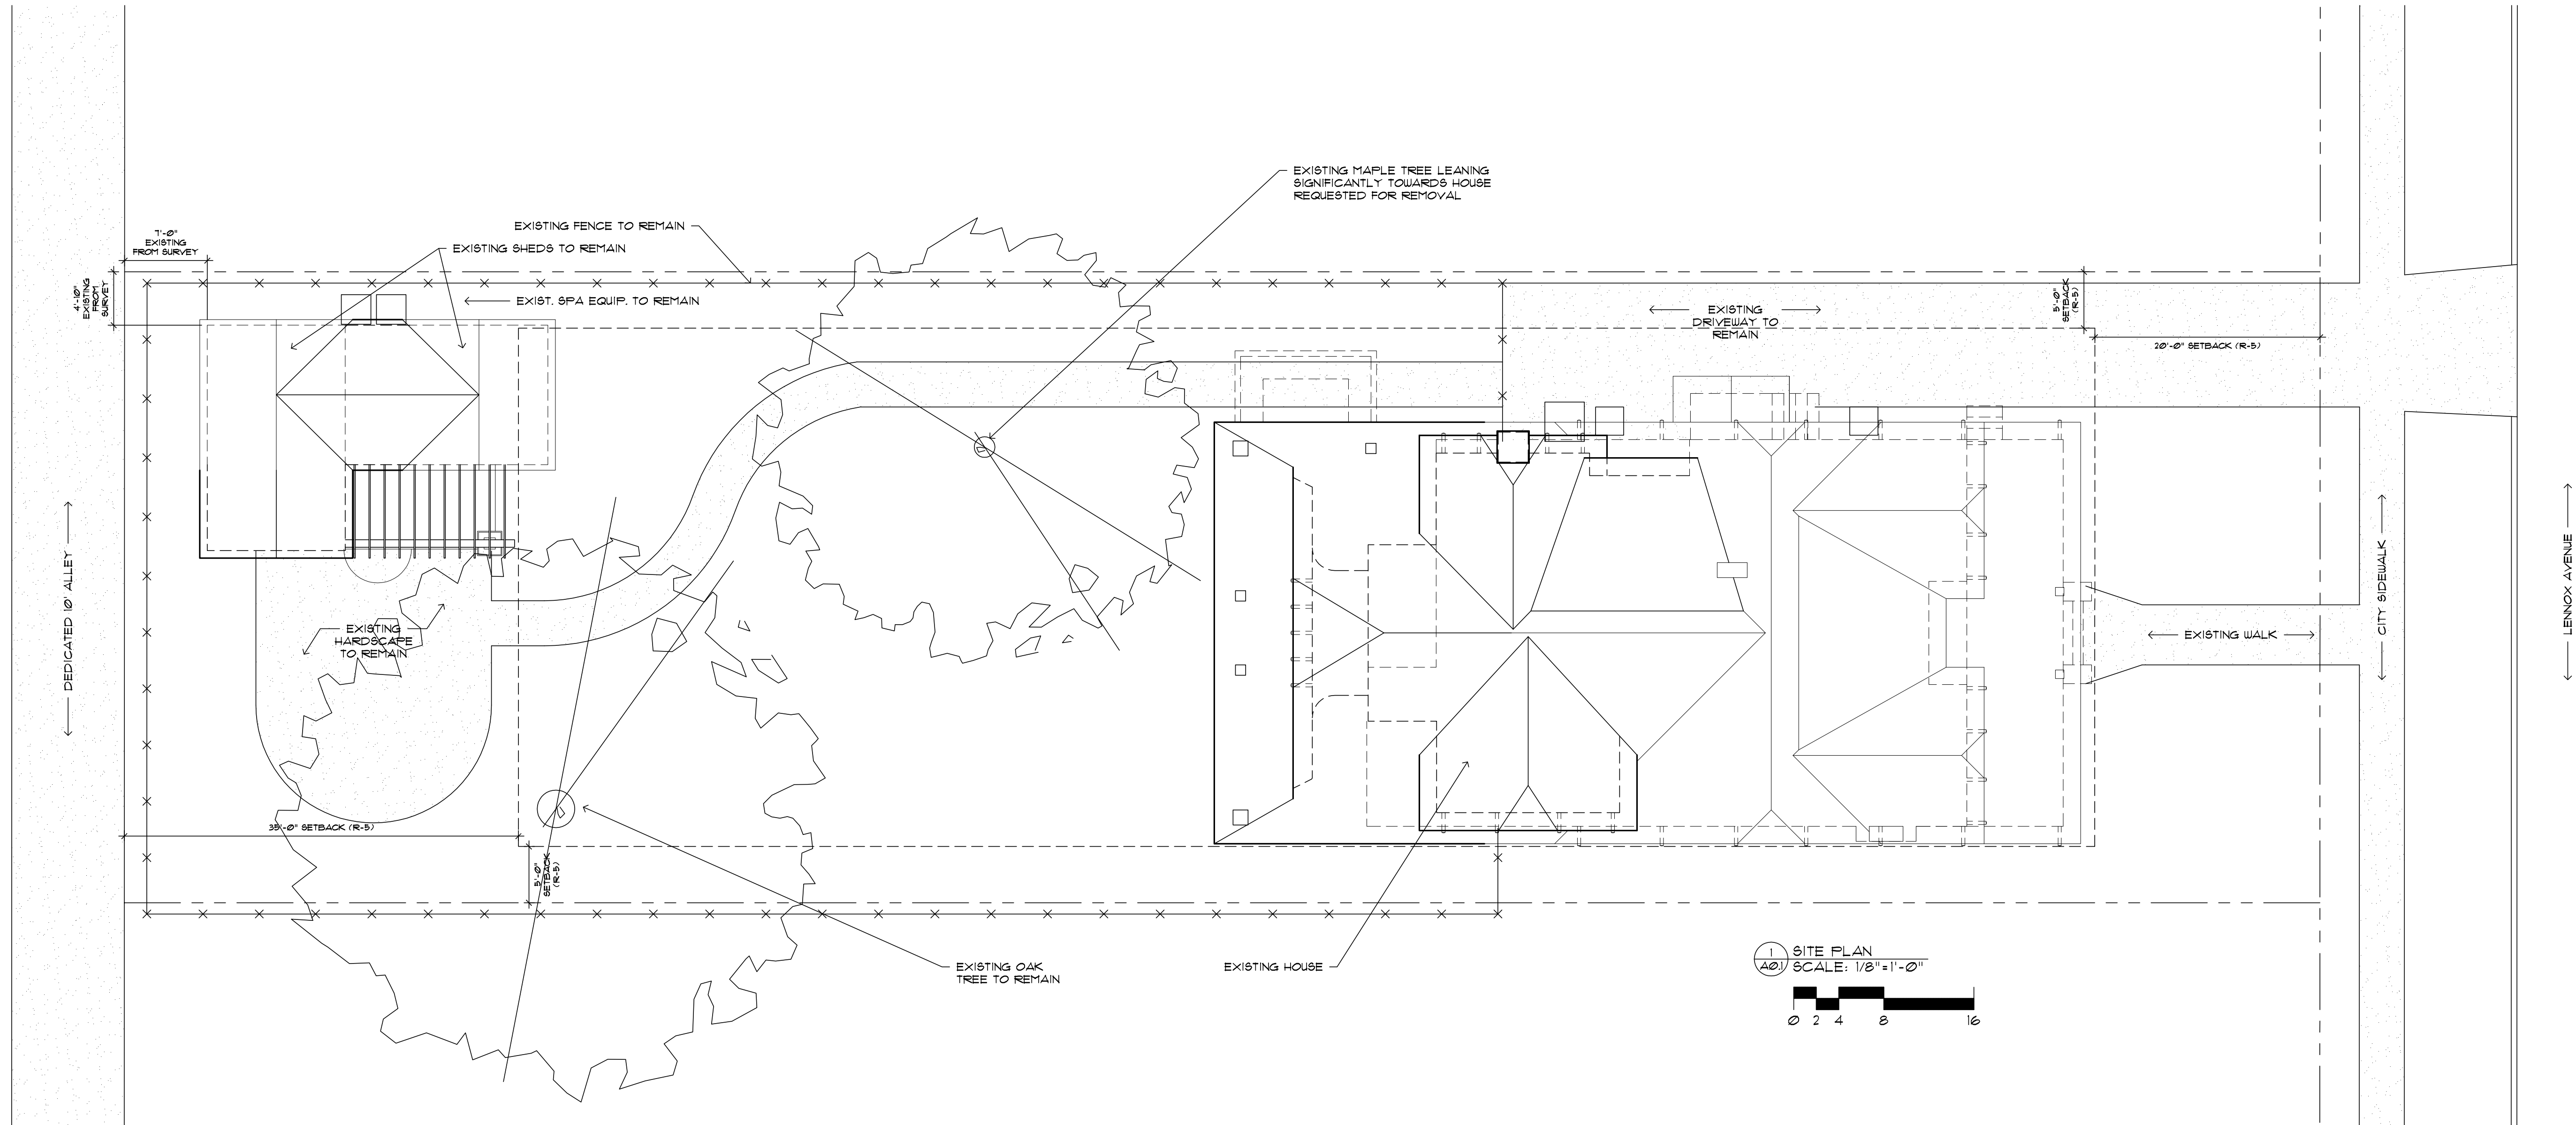 EXISTING MAPLE TREE LEANING
SIGNIFICANTLY TOWARDS HOUSE
REQUESTED FOR REMOVAL
EXISTING FENCE TO REMAIN
EXISTING SHEDS TO REMAIN
7'-0"
EXISTING
FROM SURVEY
4'-10"
EXISTING
FROM
SURVEY
EXIST. SPA EQUIP. TO REMAIN
EXISTING
DRIVEWAY TO
REMAIN
5'-0"
SETBACK
(R-5)
20'-0" SETBACK (R-5)
DEDICATED 10' ALLEY
EXISTING
HARDSCAPE
TO REMAIN
EXISTING WALK
CITY SIDEWALK
LENNOX AVENUE
35'-0" SETBACK (R-5)
5'-0"
SETBACK
(R-5)
EXISTING OAK
TREE TO REMAIN
EXISTING HOUSE
1
A0.1
SITE PLAN
SCALE: 1/8"=1'-0"
0 2 4 8 16